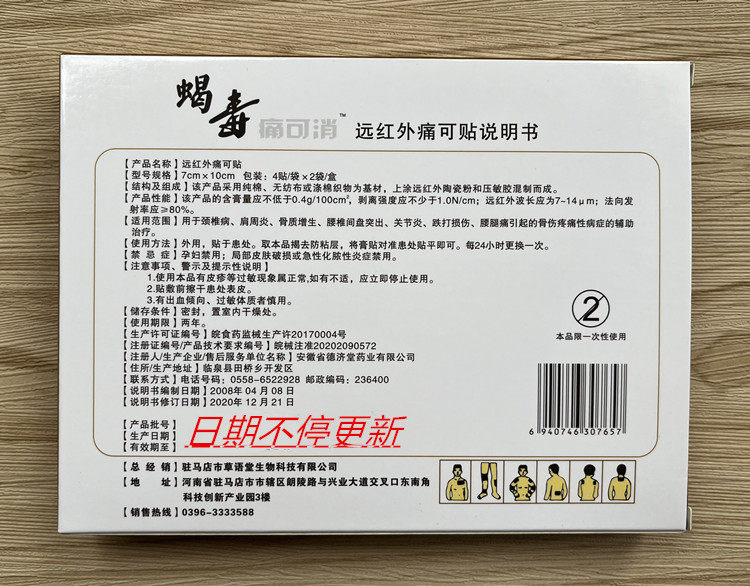 蝎毒 痛可消™ 远红外痛可贴说明书
【产品名称】远红外痛可贴
【型号规格】7cm×10cm 包装：4贴/袋×2袋/盒
【结构及组成】该产品采用纯棉、无纺布或涤棉织物为基材，上涂远红外陶瓷粉和压敏胶混制而成。
【产品性能】该产品的含膏量应不低于0.4g/100cm²，剥离强度应不少于1.0N/cm；远红外波长应为7~14μm；法向发
射率应≥80%。
【适用范围】用于颈椎病、肩周炎、骨质增生、腰椎间盘突出、关节炎、跌打损伤、腰腿痛引起的骨伤疼痛性病症的辅助
治疗。
【使用方法】外用，贴于患处。取本品揭去防粘层，将膏贴对准患处贴平即可。每24小时更换一次。
【禁 忌 症】孕妇禁用；局部皮肤破损或急性化脓性炎症禁用。
【注意事项、警示及提示性说明】
1.使用本品有皮疹等过敏现象属正常,如有不适，应立即停止使用。
2.贴敷前擦干患处表皮。
3.有出血倾向、过敏体质者慎用。
【储存条件】密封，置室内干燥处。
【使用期限】两年。
【生产许可证编号】皖食药监械生产许20170004号
【注册证编号/产品技术要求编号】皖械注准20202090572
【注册人/生产企业/售后服务单位名称】安徽省德济堂药业有限公司
【住所/生产地址】临泉县田桥乡开发区
【联系方式】电话号码：0558-6522928 邮政编码：236400
【说明书编制日期】2008年04月08日
【说明书修订日期】2020年12月21日
【产品批号】
【生产日期】
【有效期至】
日期不停更新
2
本品限一次性使用
6 940746 307657
【总 经 销】驻马店市草语堂生物科技有限公司
【地 址】河南省驻马店市市辖区朗陵路与兴业大道交叉口东南角
科技创新产业园3楼
【销售热线】0396-3333588